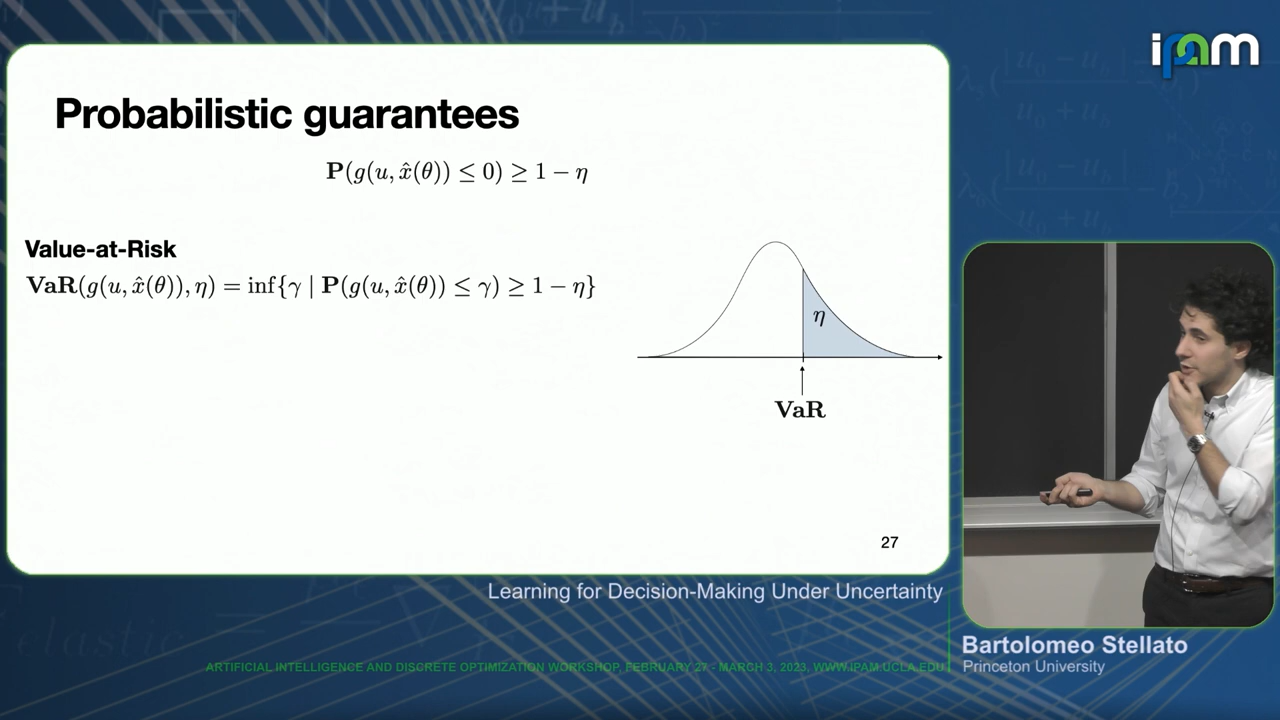 ipam
Probabilistic guarantees
P(g(u, x̂(θ)) ≤ 0) ≥ 1 − η
Value-at-Risk
VaR(g(u, x̂(θ)), η) = inf{γ | P(g(u, x̂(θ)) ≤ γ) ≥ 1 − η}
η
VaR
27
Learning for Decision-Making Under Uncertainty
Bartolomeo Stellato
Princeton University
ARTIFICIAL INTELLIGENCE AND DISCRETE OPTIMIZATION WORKSHOP, FEBRUARY 27 - MARCH 3, 2023, WWW.IPAM.UCLA.EDU
elastic